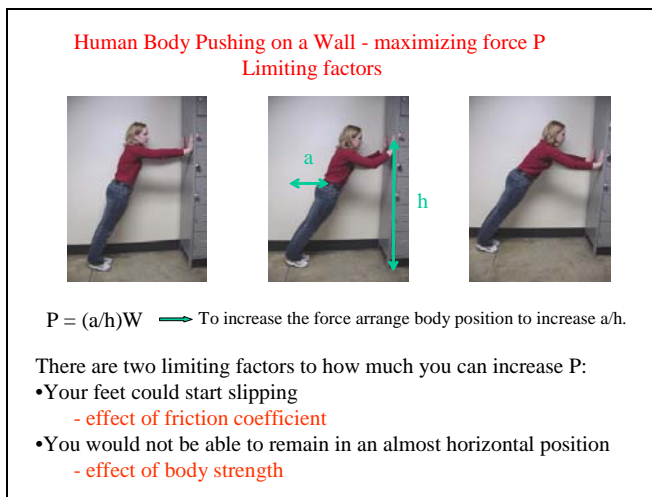 Human Body Pushing on a Wall - maximizing force P
Limiting factors
a
h
P = (a/h)W To increase the force arrange body position to increase a/h.
There are two limiting factors to how much you can increase P:
•Your feet could start slipping
- effect of friction coefficient
•You would not be able to remain in an almost horizontal position
- effect of body strength